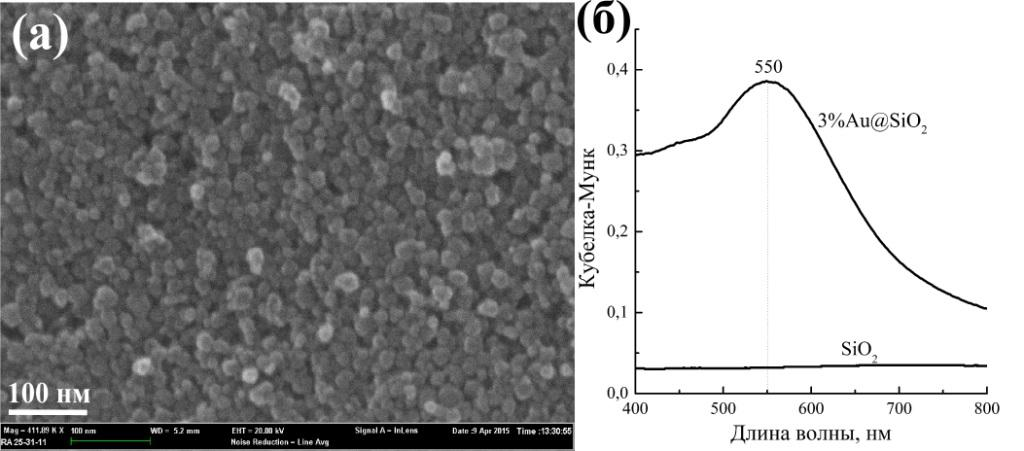 (а)
100 нм
Mag = 411.89 K X 100 nm WD = 5.2 mm EHT = 20.00 kV Signal A = InLens Date :9 Apr 2015 Time :13:30:55
RA 25-31-11 Noise Reduction = Line Avg
(б)
Кубелка-Мунк
0,4
0,3
0,2
0,1
0,0
550
3%Au@SiO₂
SiO₂
400 500 600 700 800
Длина волны, нм